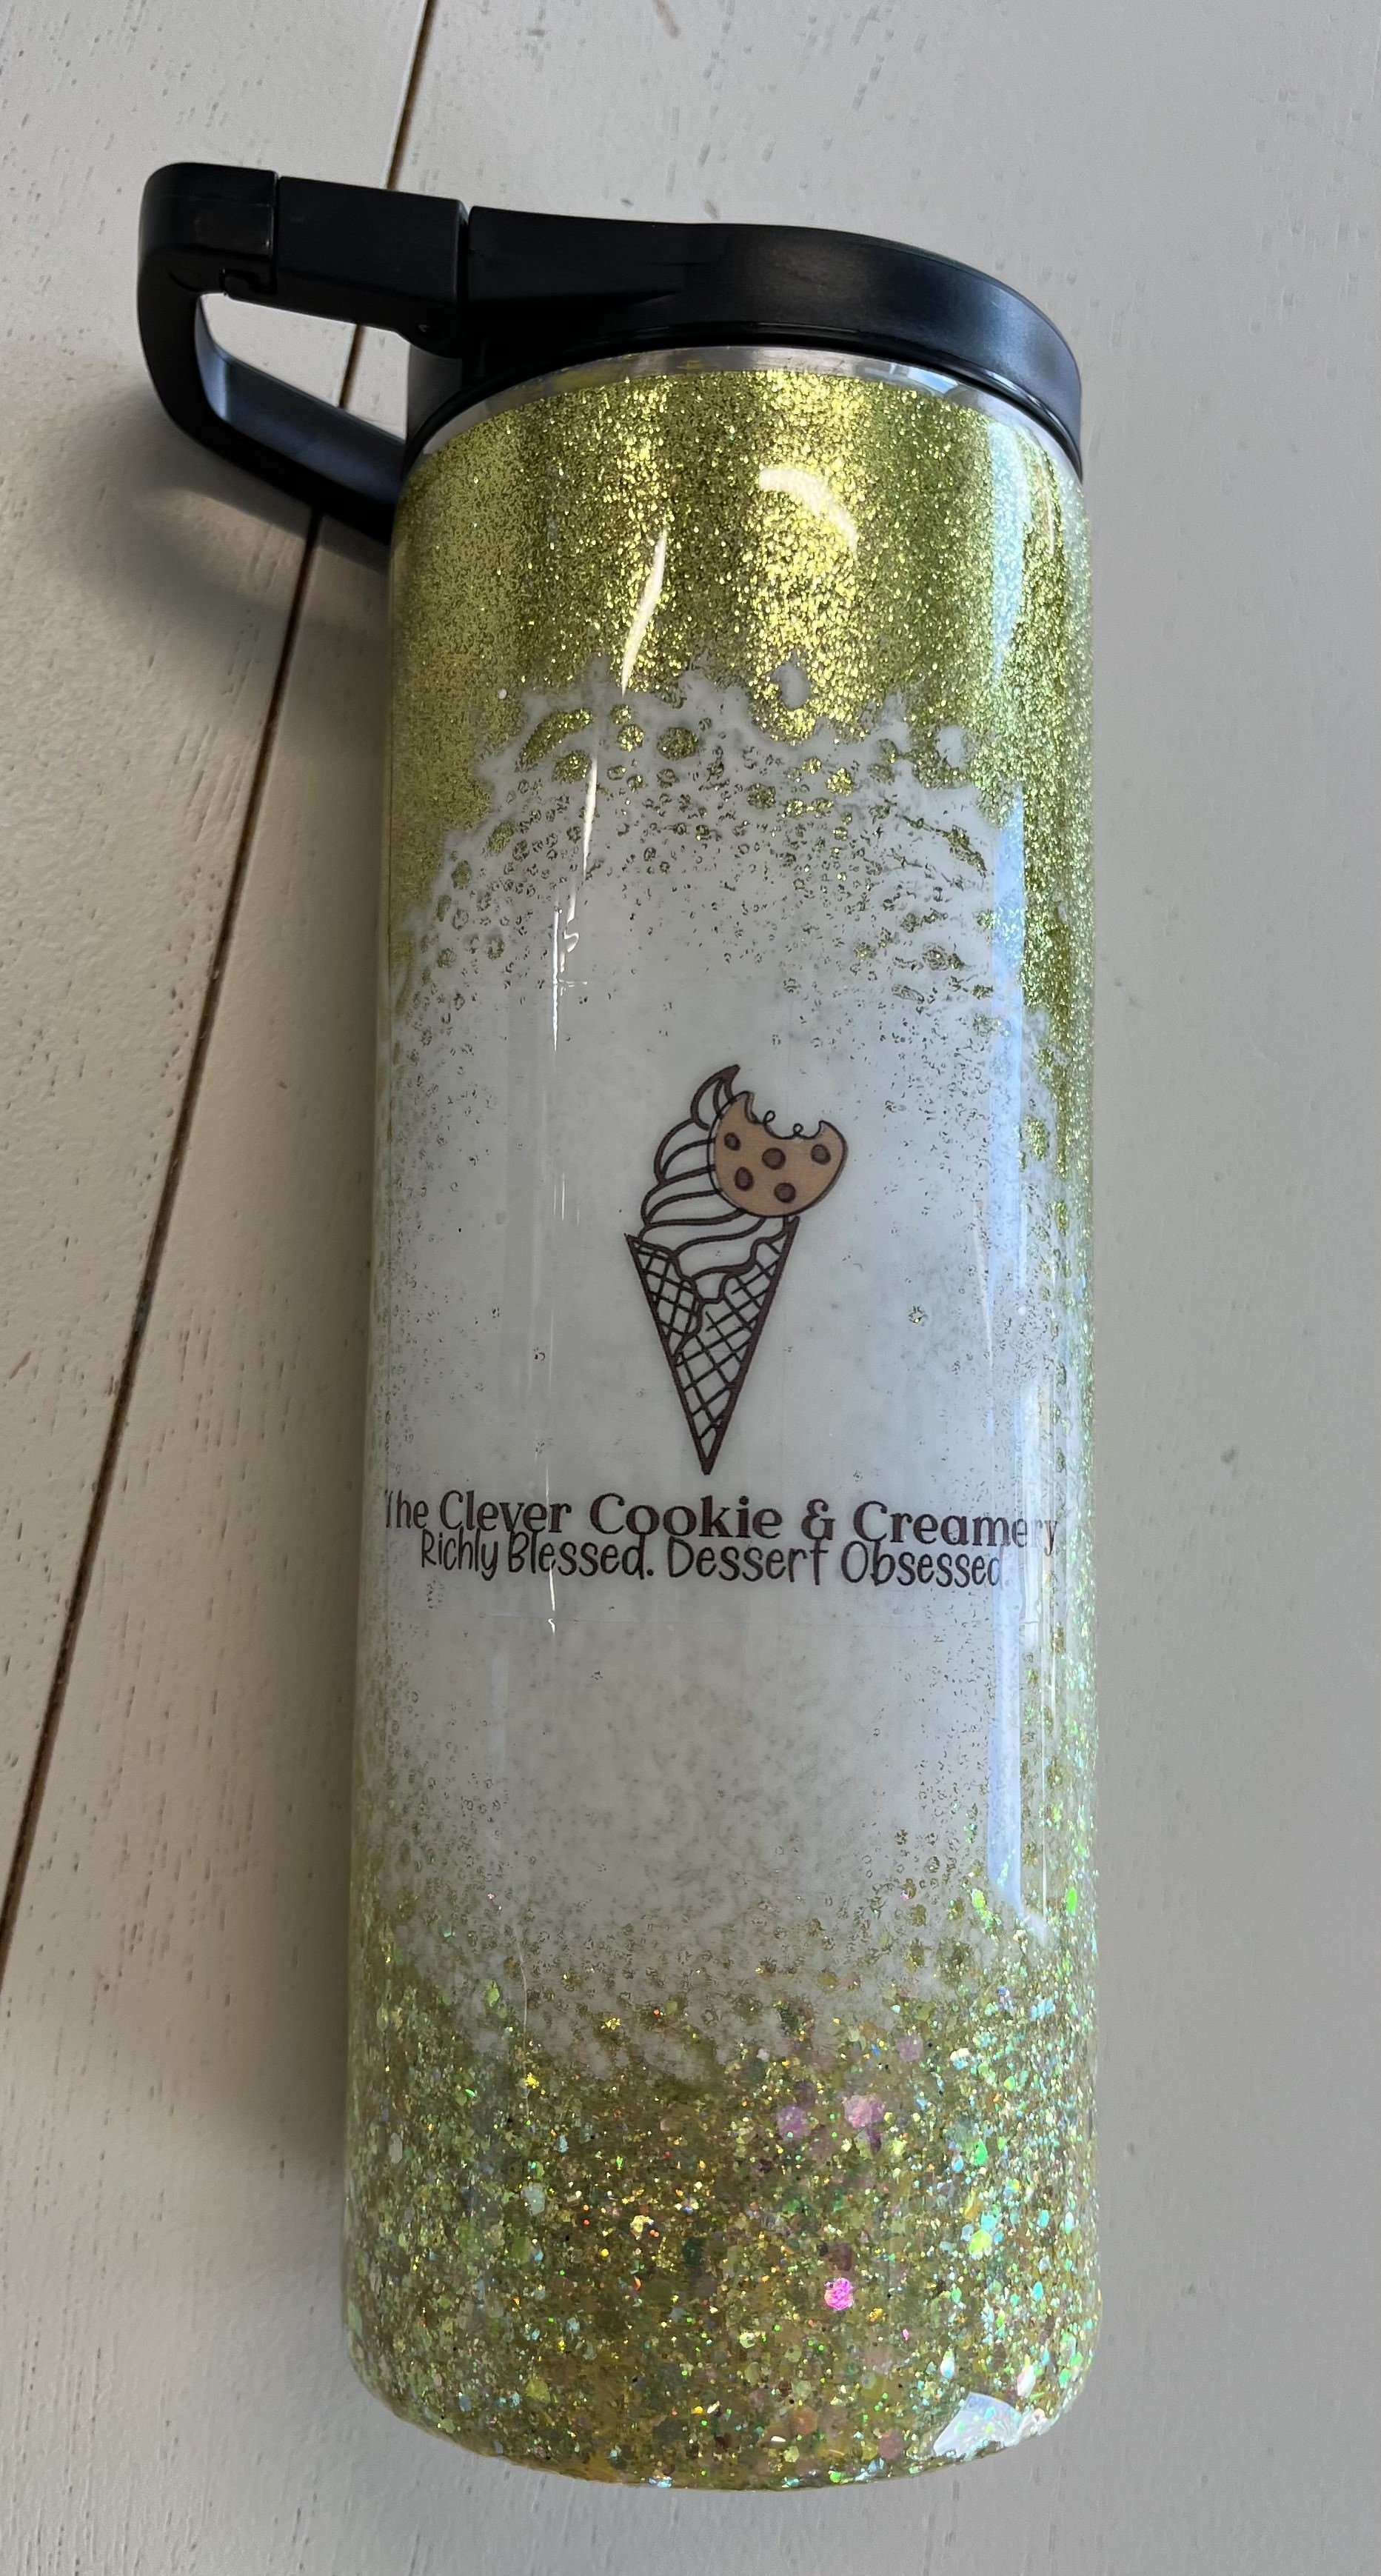 The Clever Cookie & Creamery
Richly Blessed. Dessert Obsessed.